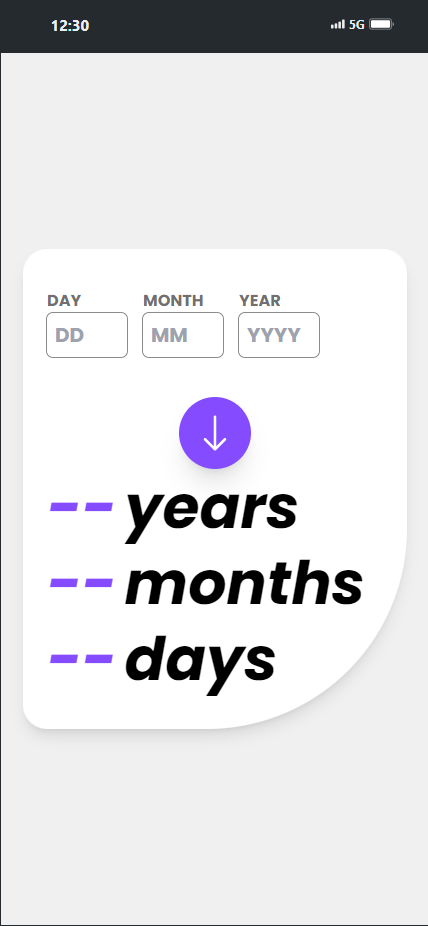 12:30 5G
DAY MONTH YEAR
DD MM YYYY
-- years
-- months
-- days